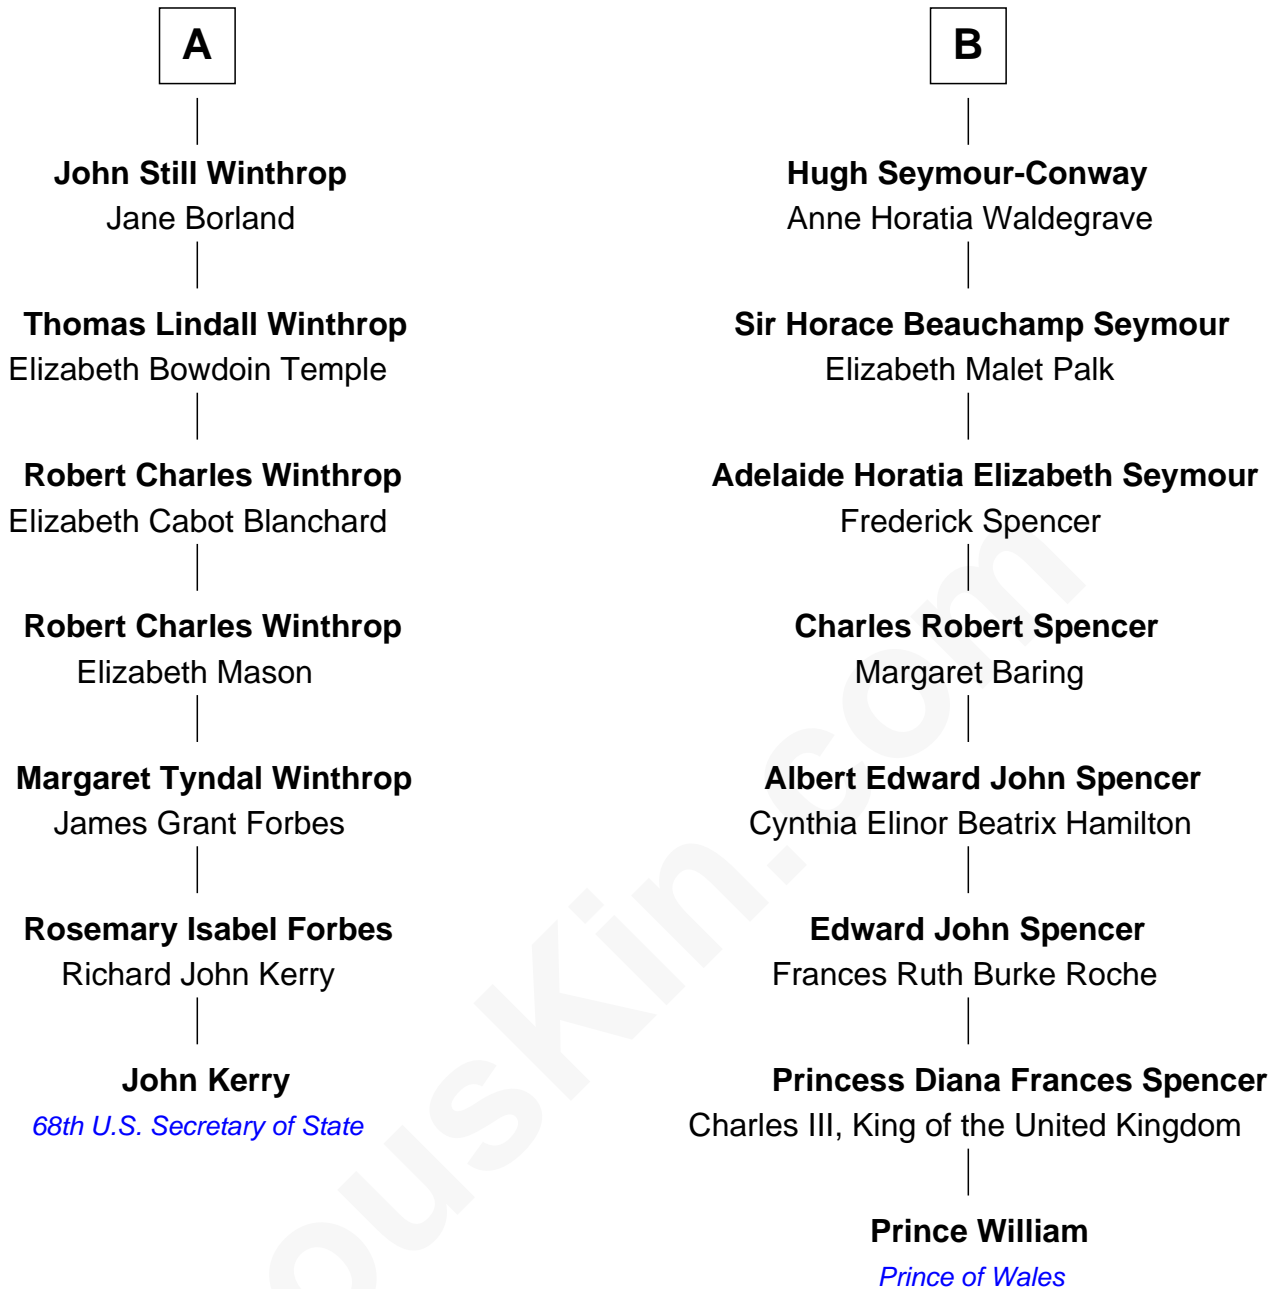 A
B
John Still Winthrop
Jane Borland
Hugh Seymour-Conway
Anne Horatia Waldegrave
Thomas Lindall Winthrop
Elizabeth Bowdoin Temple
Sir Horace Beauchamp Seymour
Elizabeth Malet Palk
Robert Charles Winthrop
Elizabeth Cabot Blanchard
Adelaide Horatia Elizabeth Seymour
Frederick Spencer
Robert Charles Winthrop
Elizabeth Mason
Charles Robert Spencer
Margaret Baring
Margaret Tyndal Winthrop
James Grant Forbes
Albert Edward John Spencer
Cynthia Elinor Beatrix Hamilton
Rosemary Isabel Forbes
Richard John Kerry
Edward John Spencer
Frances Ruth Burke Roche
John Kerry
68th U.S. Secretary of State
Princess Diana Frances Spencer
Charles III, King of the United Kingdom
Prince William
Prince of Wales
ousKin.com